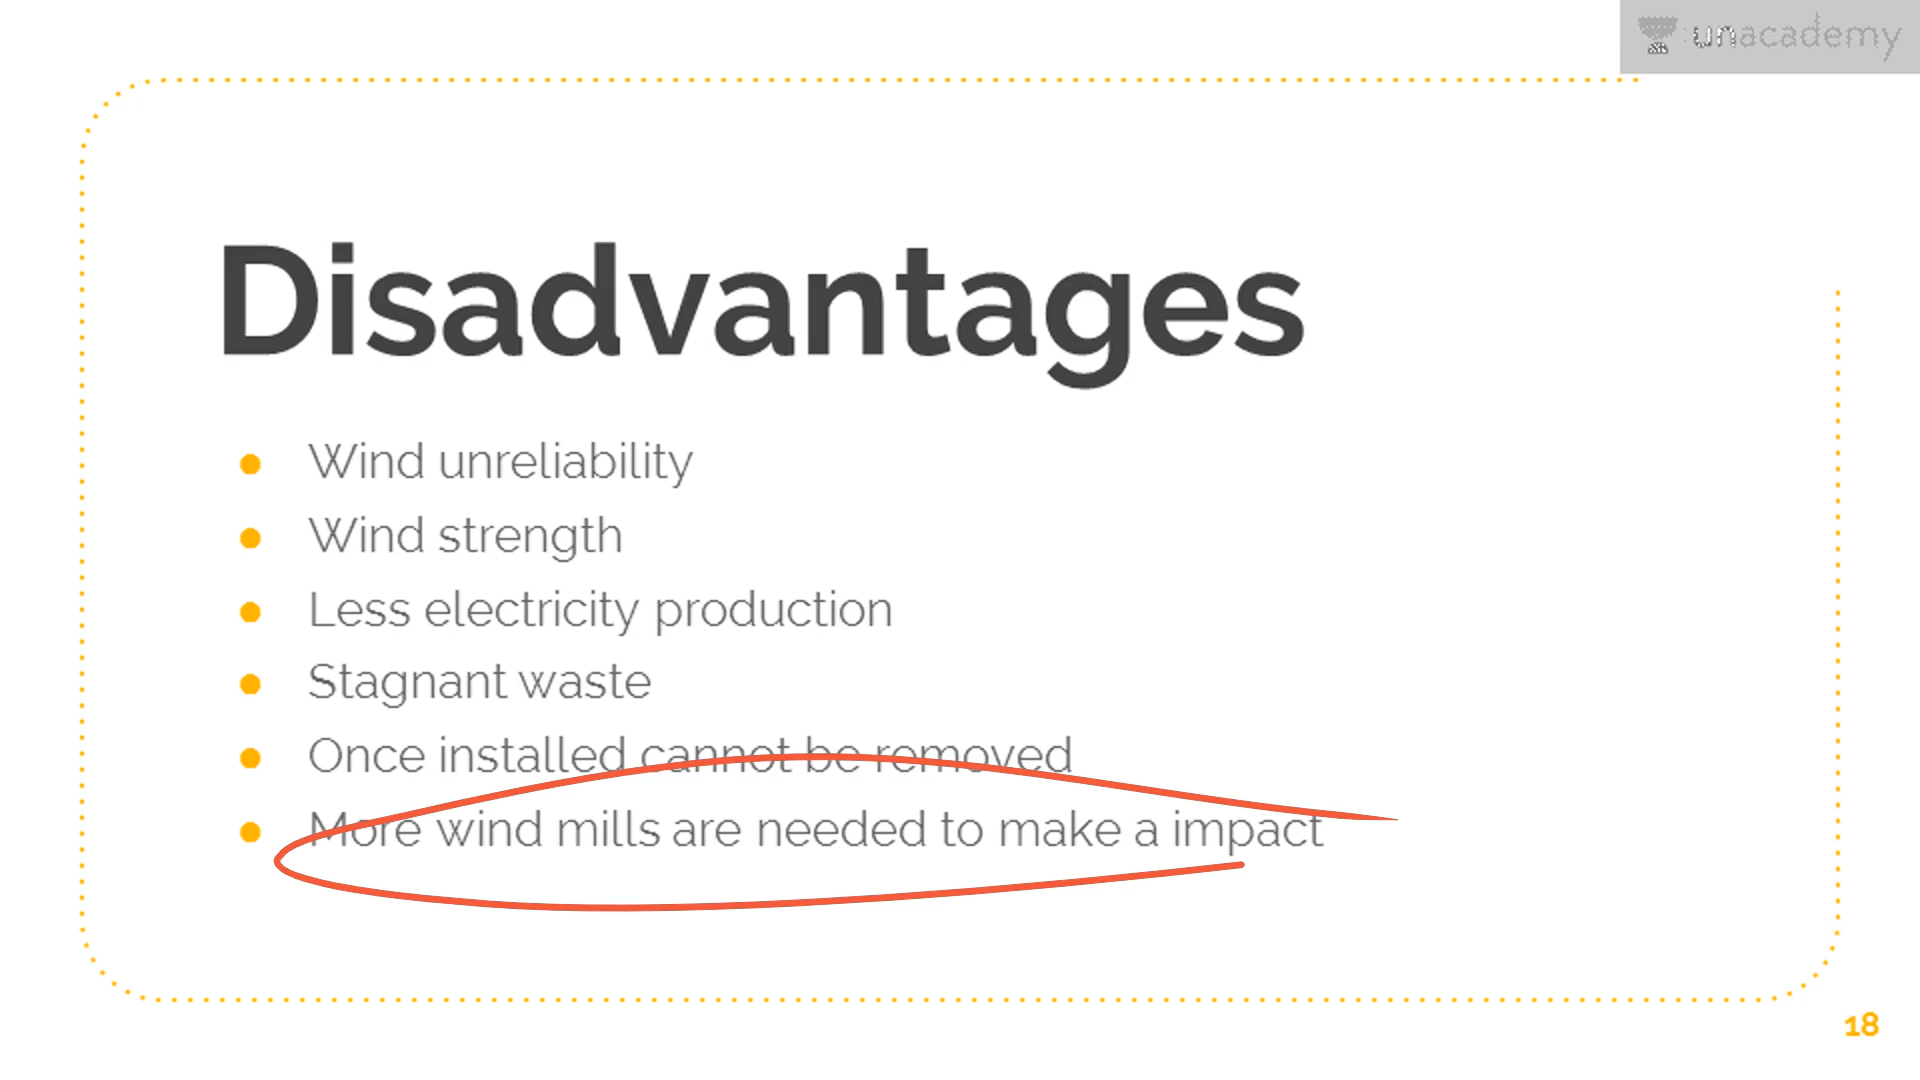 unacademy
Disadvantages
Wind unreliability
Wind strength
Less electricity production
Stagnant waste
Once installed cannot be removed
More wind mills are needed to make a impact
18